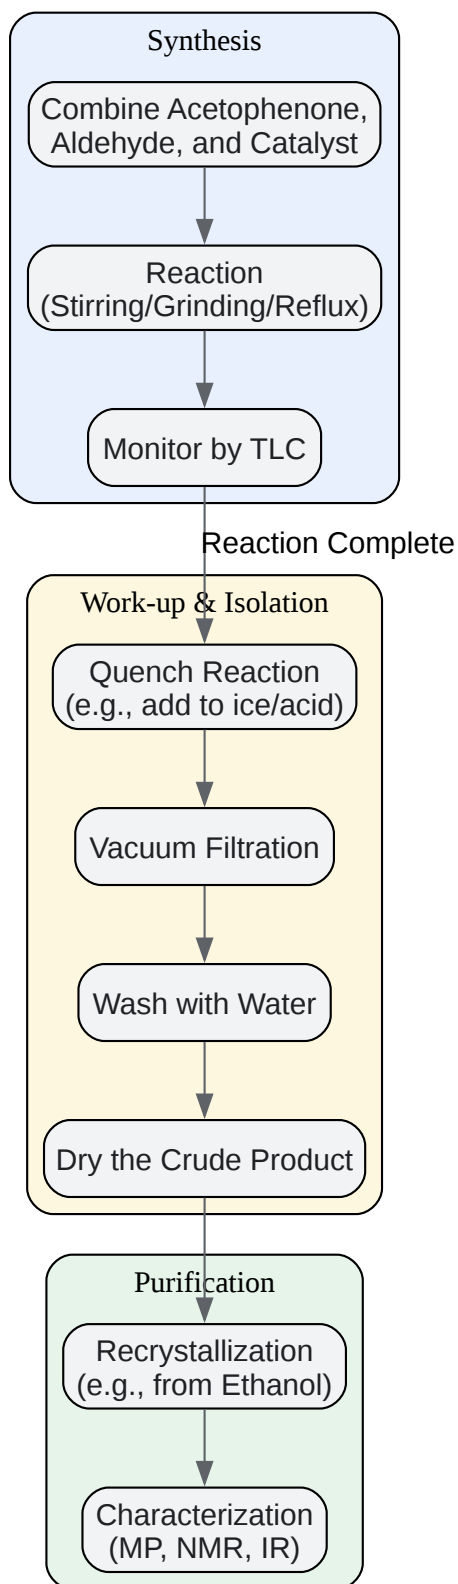 Synthesis
Combine Acetophenone,
Aldehyde, and Catalyst
Reaction
(Stirring/Grinding/Reflux)
Monitor by TLC
Reaction Complete
Work-up & Isolation
Quench Reaction
(e.g., add to ice/acid)
Vacuum Filtration
Wash with Water
Dry the Crude Product
Purification
Recrystallization
(e.g., from Ethanol)
Characterization
(MP, NMR, IR)